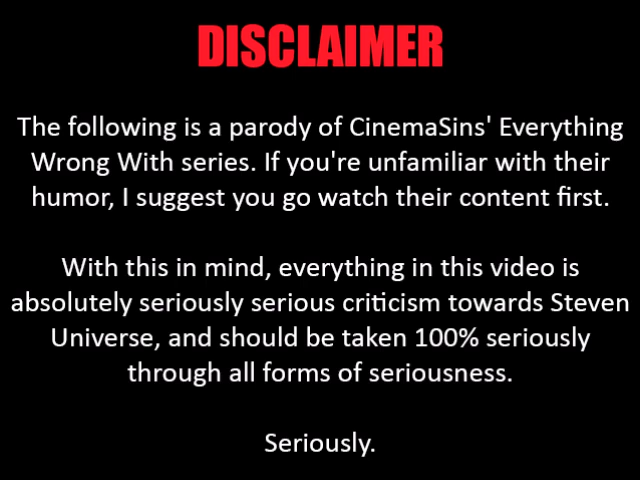 DISCLAIMER
The following is a parody of CinemaSins' Everything
Wrong With series. If you're unfamiliar with their
humor, I suggest you go watch their content first.
With this in mind, everything in this video is
absolutely seriously serious criticism towards Steven
Universe, and should be taken 100% seriously
through all forms of seriousness.
Seriously.